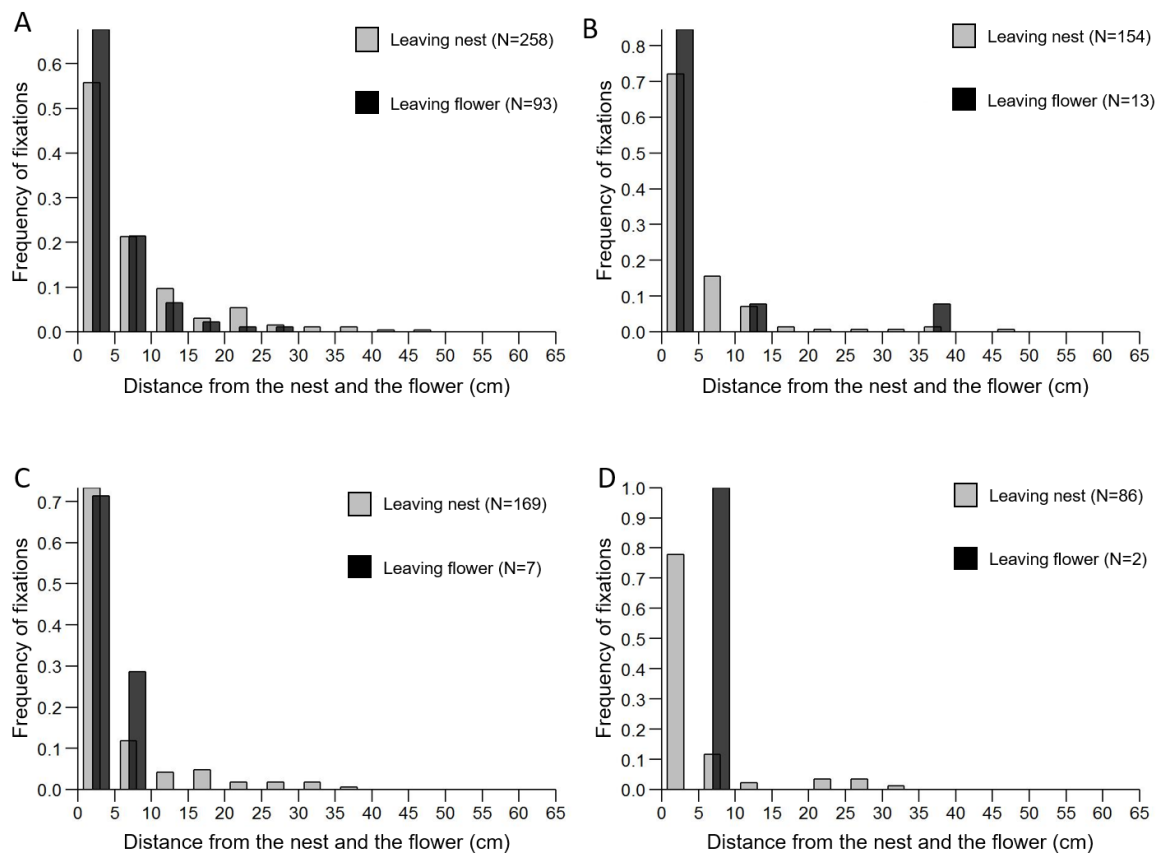 A
Leaving nest (N=258)
Leaving flower (N=93)
Frequency of fixations
0.6
0.5
0.4
0.3
0.2
0.1
0.0
0 5 10 15 20 25 30 35 40 45 50 55 60 65
Distance from the nest and the flower (cm)
B
Leaving nest (N=154)
Leaving flower (N=13)
Frequency of fixations
0.8
0.7
0.6
0.5
0.4
0.3
0.2
0.1
0.0
0 5 10 15 20 25 30 35 40 45 50 55 60 65
Distance from the nest and the flower (cm)
C
Leaving nest (N=169)
Leaving flower (N=7)
Frequency of fixations
0.7
0.6
0.5
0.4
0.3
0.2
0.1
0.0
0 5 10 15 20 25 30 35 40 45 50 55 60 65
Distance from the nest and the flower (cm)
D
Leaving nest (N=86)
Leaving flower (N=2)
Frequency of fixations
1.0
0.9
0.8
0.7
0.6
0.5
0.4
0.3
0.2
0.1
0.0
0 5 10 15 20 25 30 35 40 45 50 55 60 65
Distance from the nest and the flower (cm)